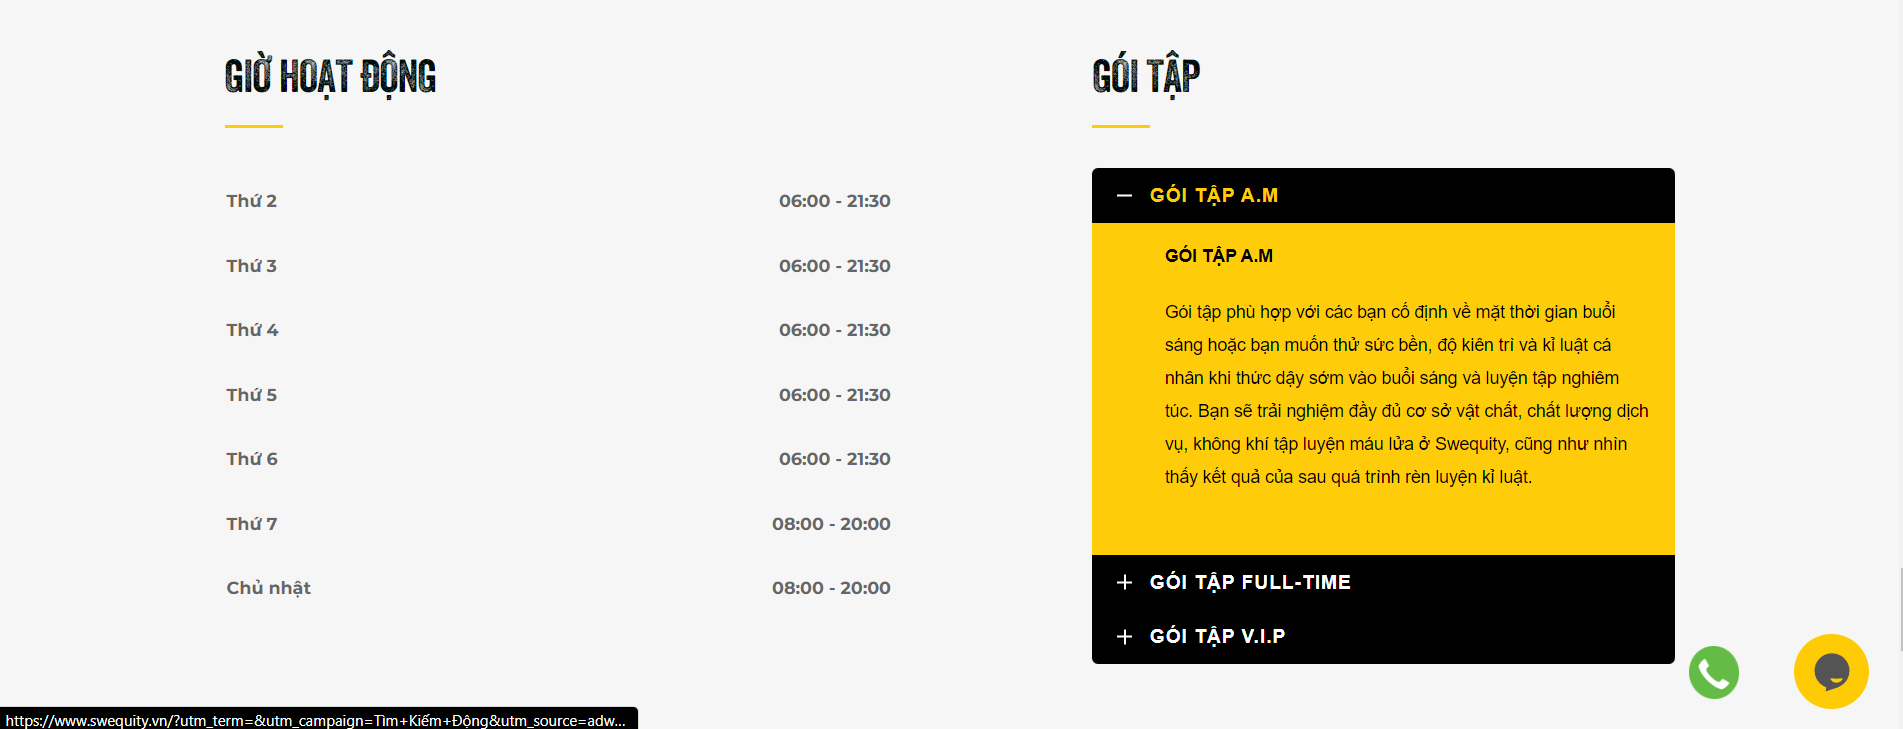 GIỜ HOẠT ĐỘNG
Thứ 2 06:00 - 21:30
Thứ 3 06:00 - 21:30
Thứ 4 06:00 - 21:30
Thứ 5 06:00 - 21:30
Thứ 6 06:00 - 21:30
Thứ 7 08:00 - 20:00
Chủ nhật 08:00 - 20:00
GÓI TẬP
GÓI TẬP A.M
GÓI TẬP A.M
Gói tập phù hợp với các bạn cố định về mặt thời gian buổi
sáng hoặc bạn muốn thử sức bền, độ kiên trì và kỉ luật cá
nhân khi thức dậy sớm vào buổi sáng và luyện tập nghiêm
túc. Bạn sẽ trải nghiệm đầy đủ cơ sở vật chất, chất lượng dịch
vụ, không khí tập luyện máu lửa ở Swequity, cũng như nhìn
thấy kết quả của sau quá trình rèn luyện kỉ luật.
GÓI TẬP FULL-TIME
GÓI TẬP V.I.P
https://www.swequity.vn/?utm_term=&utm_campaign=Tìm+Kiếm+Động&utm_source=adw...